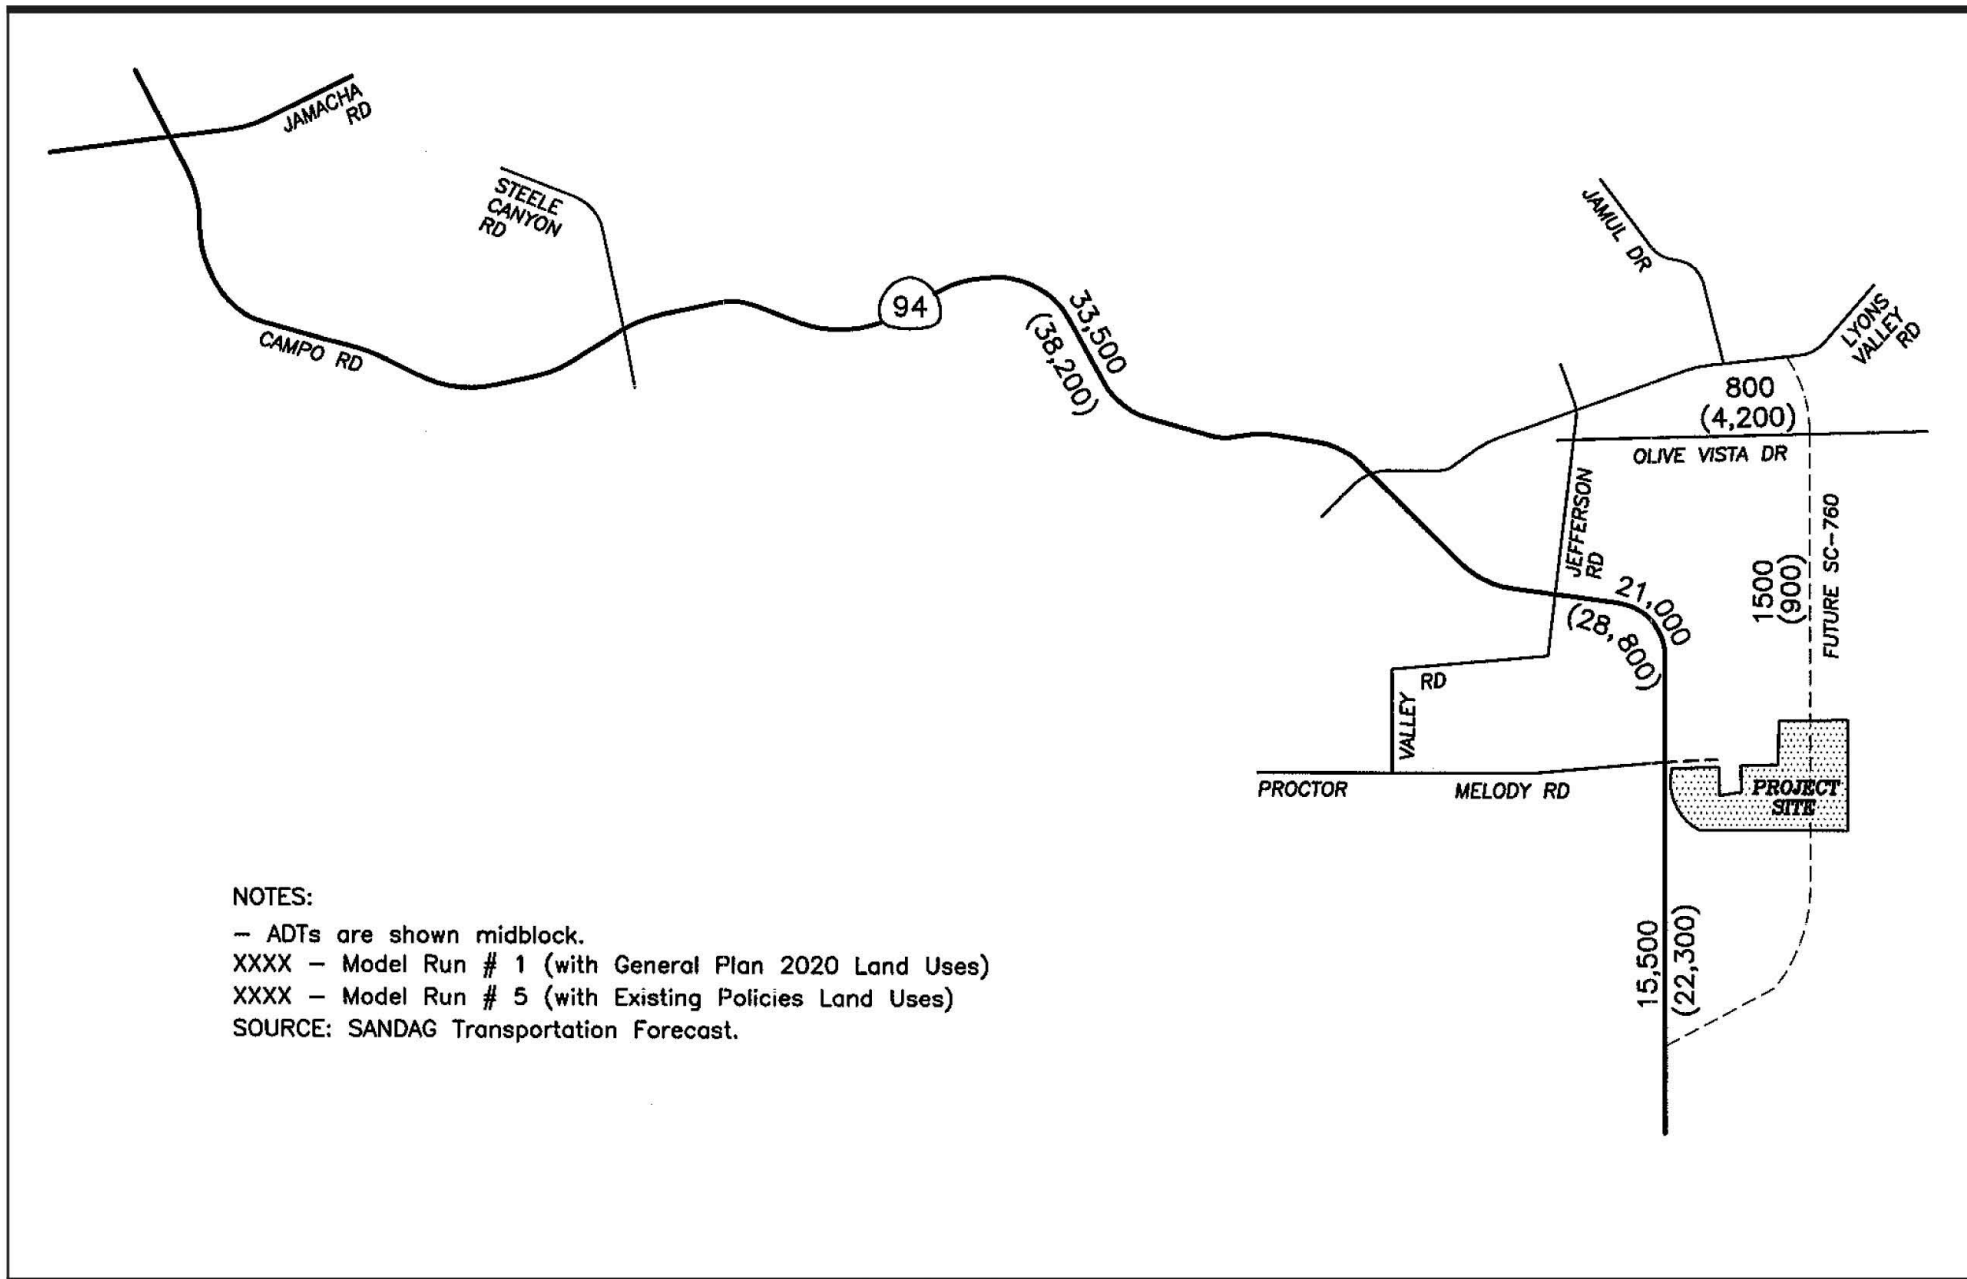 JAMACHA
RD
STEELE
CANYON
RD
CAMPO RD
94
33,500
(38,200)
JAMUL DR
LYONS
VALLEY
RD
800
(4,200)
OLIVE VISTA DR
JEFFERSON
RD
21,000
(28,800)
1500
(900)
FUTURE SC-760
RD
VALLEY
PROCTOR
MELODY RD
PROJECT
SITE
15,500
(22,300)
NOTES:
– ADTs are shown midblock.
XXXX – Model Run # 1 (with General Plan 2020 Land Uses)
XXXX – Model Run # 5 (with Existing Policies Land Uses)
SOURCE: SANDAG Transportation Forecast.